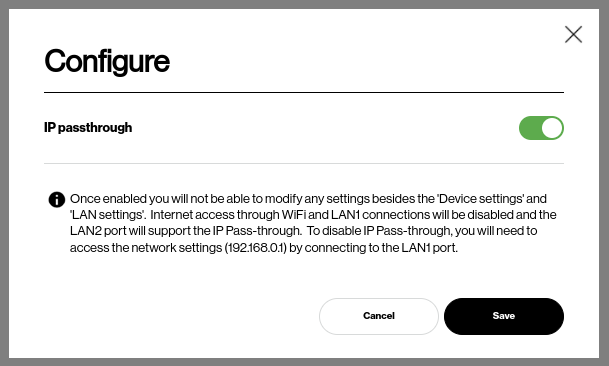 Configure
IP passthrough
Once enabled you will not be able to modify any settings besides the 'Device settings' and
'LAN settings'.  Internet access through WiFi and LAN1 connections will be disabled and the
LAN2 port will support the IP Pass-through.  To disable IP Pass-through, you will need to
access the network settings (192.168.0.1) by connecting to the LAN1 port.
Cancel
Save